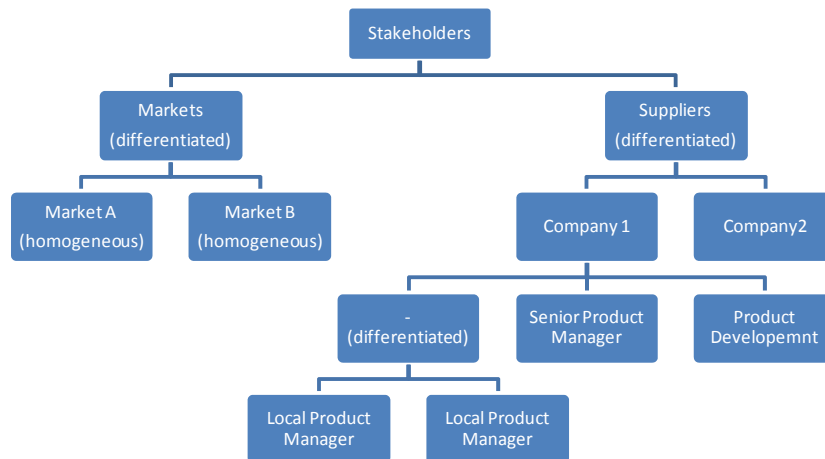 Stakeholders
Markets
(differentiated)
Suppliers
(differentiated)
Market A
(homogeneous)
Market B
(homogeneous)
Company 1
Company2
-
(differentiated)
Senior Product
Manager
Product
Developemnt
Local Product
Manager
Local Product
Manager